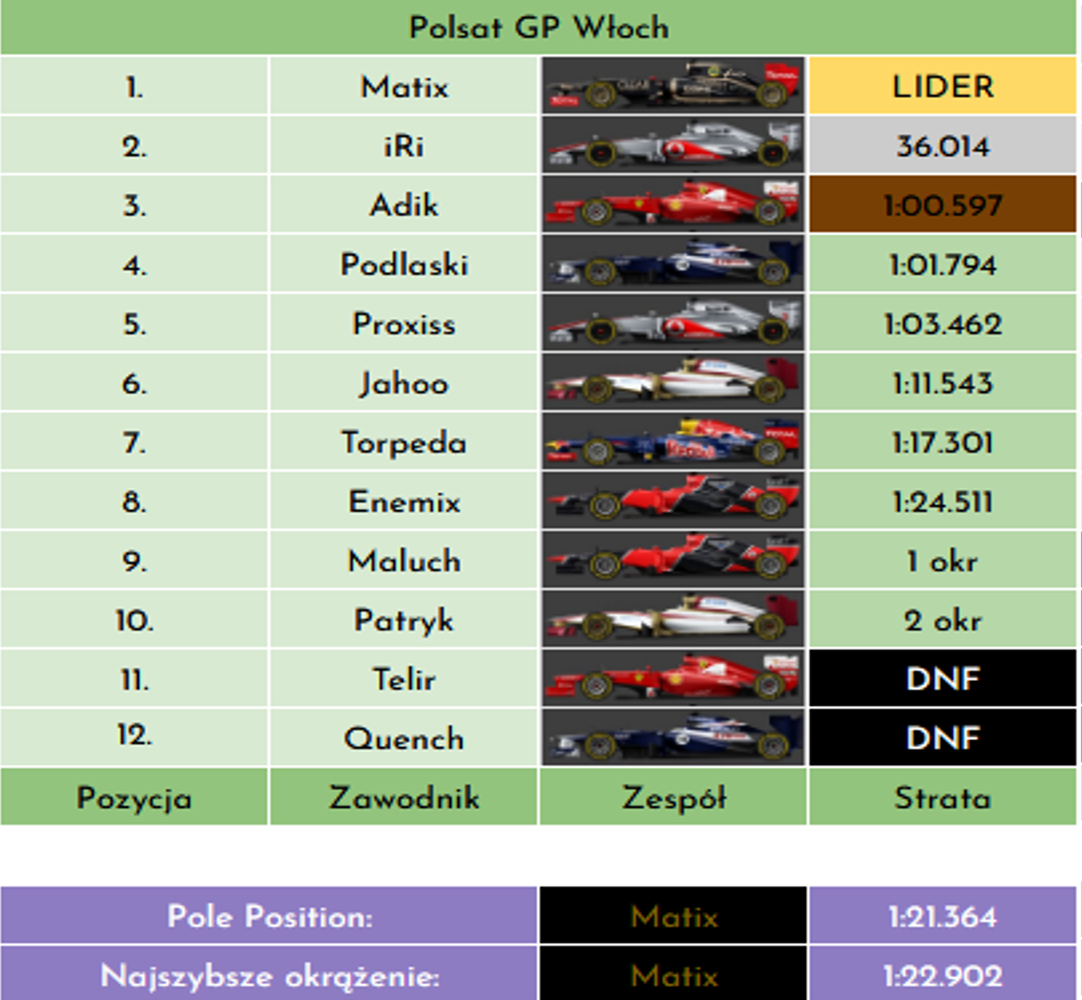 Polsat GP Włoch
1. Matix LIDER
2. iRi 36.014
3. Adik 1:00.597
4. Podlaski 1:01.794
5. Proxiss 1:03.462
6. Jahoo 1:11.543
7. Torpeda 1:17.301
8. Enemix 1:24.511
9. Maluch 1 okr
10. Patryk 2 okr
11. Telir DNF
12. Quench DNF
Pozycja Zawodnik Zespół Strata
Pole Position: Matix 1:21.364
Najszybsze okrążenie: Matix 1:22.902